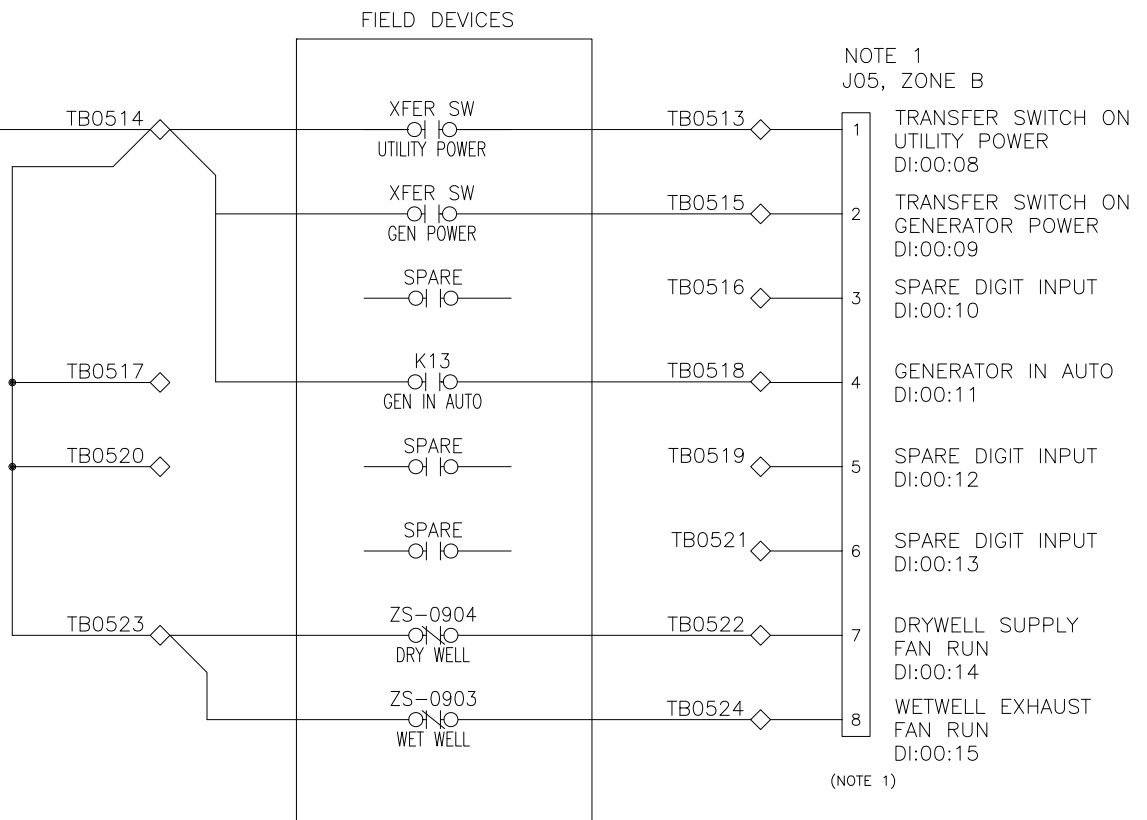 FIELD DEVICES
NOTE 1
J05, ZONE B
TB0514
XFER SW
UTILITY POWER
TB0513
1
TRANSFER SWITCH ON
UTILITY POWER
DI:00:08
XFER SW
GEN POWER
TB0515
2
TRANSFER SWITCH ON
GENERATOR POWER
DI:00:09
SPARE
TB0516
3
SPARE DIGIT INPUT
DI:00:10
TB0517
K13
GEN IN AUTO
TB0518
4
GENERATOR IN AUTO
DI:00:11
TB0520
SPARE
TB0519
5
SPARE DIGIT INPUT
DI:00:12
SPARE
TB0521
6
SPARE DIGIT INPUT
DI:00:13
TB0523
ZS-0904
DRY WELL
TB0522
7
DRYWELL SUPPLY
FAN RUN
DI:00:14
ZS-0903
WET WELL
TB0524
8
WETWELL EXHAUST
FAN RUN
DI:00:15
(NOTE 1)